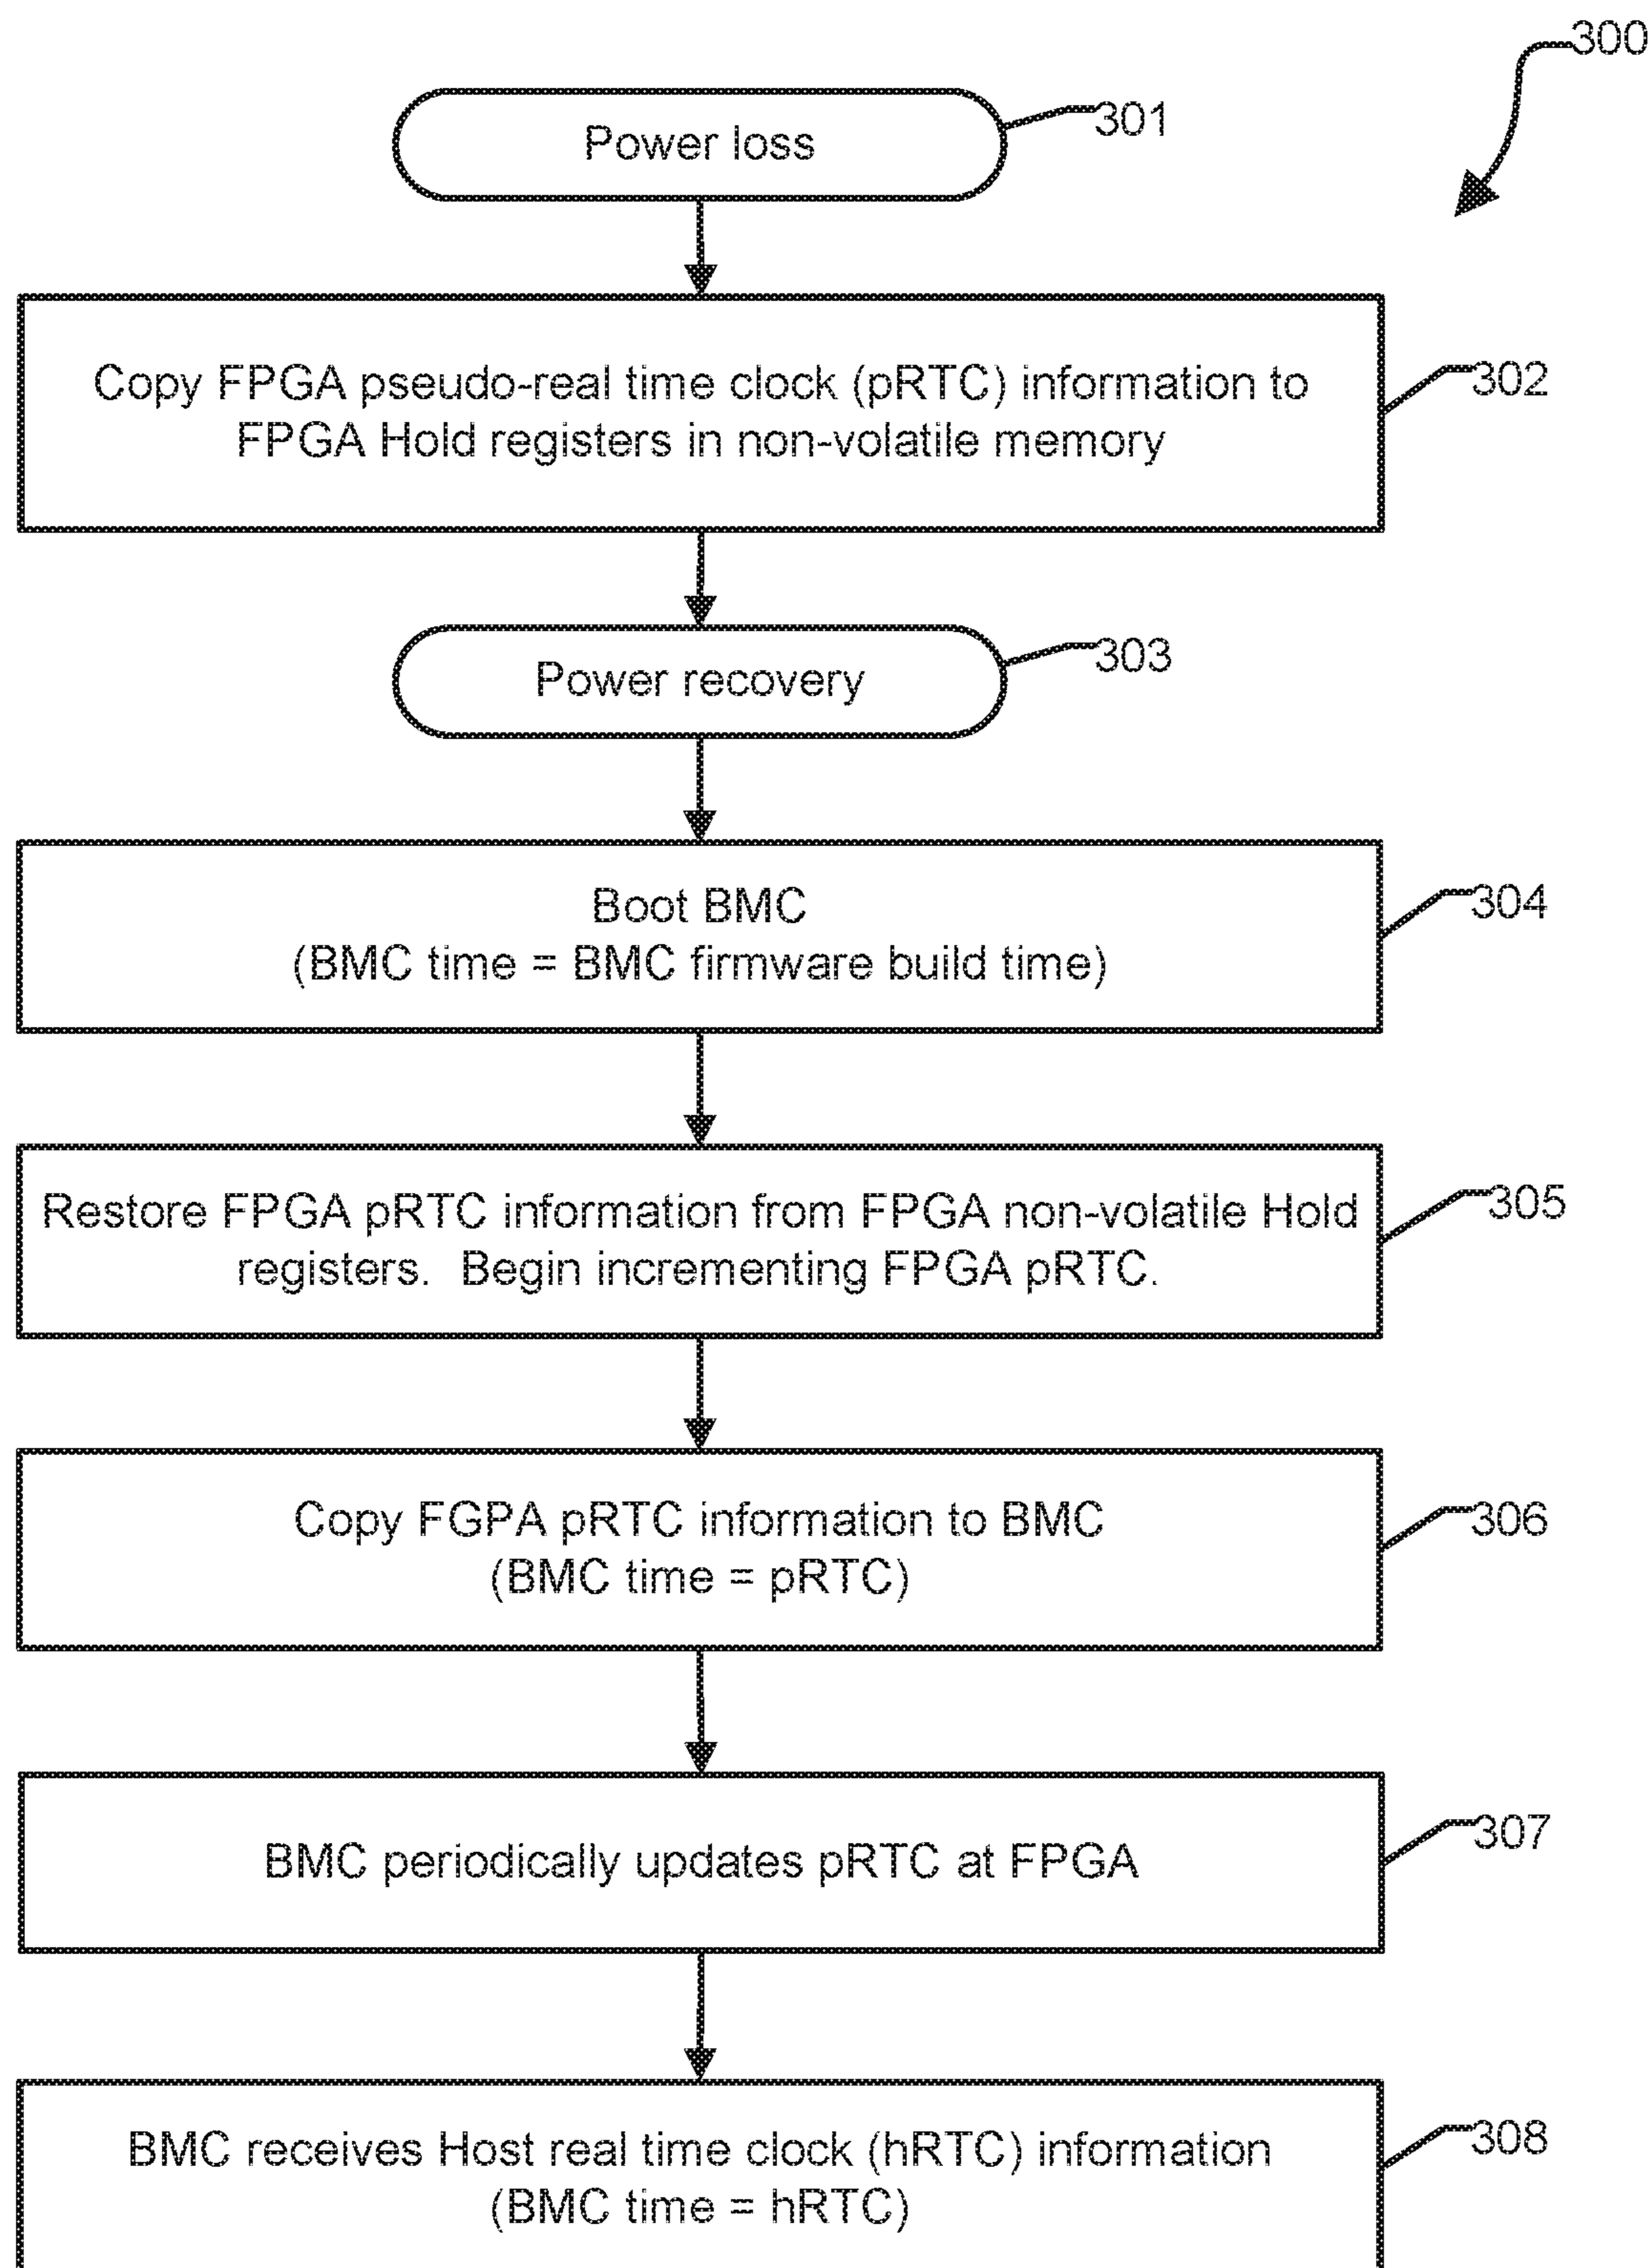 300
Power loss
301
Copy FPGA pseudo-real time clock (pRTC) information to
FPGA Hold registers in non-volatile memory
302
Power recovery
303
Boot BMC
(BMC time = BMC firmware build time)
304
Restore FPGA pRTC information from FPGA non-volatile Hold
registers. Begin incrementing FPGA pRTC.
305
Copy FGPA pRTC information to BMC
(BMC time = pRTC)
306
BMC periodically updates pRTC at FPGA
307
BMC receives Host real time clock (hRTC) information
(BMC time = hRTC)
308